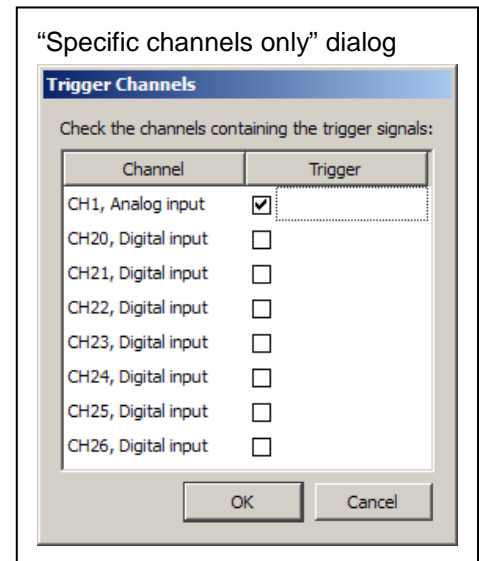 “Specific channels only” dialog
Trigger Channels
Check the channels containing the trigger signals:
Channel Trigger
CH1, Analog input
CH20, Digital input
CH21, Digital input
CH22, Digital input
CH23, Digital input
CH24, Digital input
CH25, Digital input
CH26, Digital input
OK Cancel